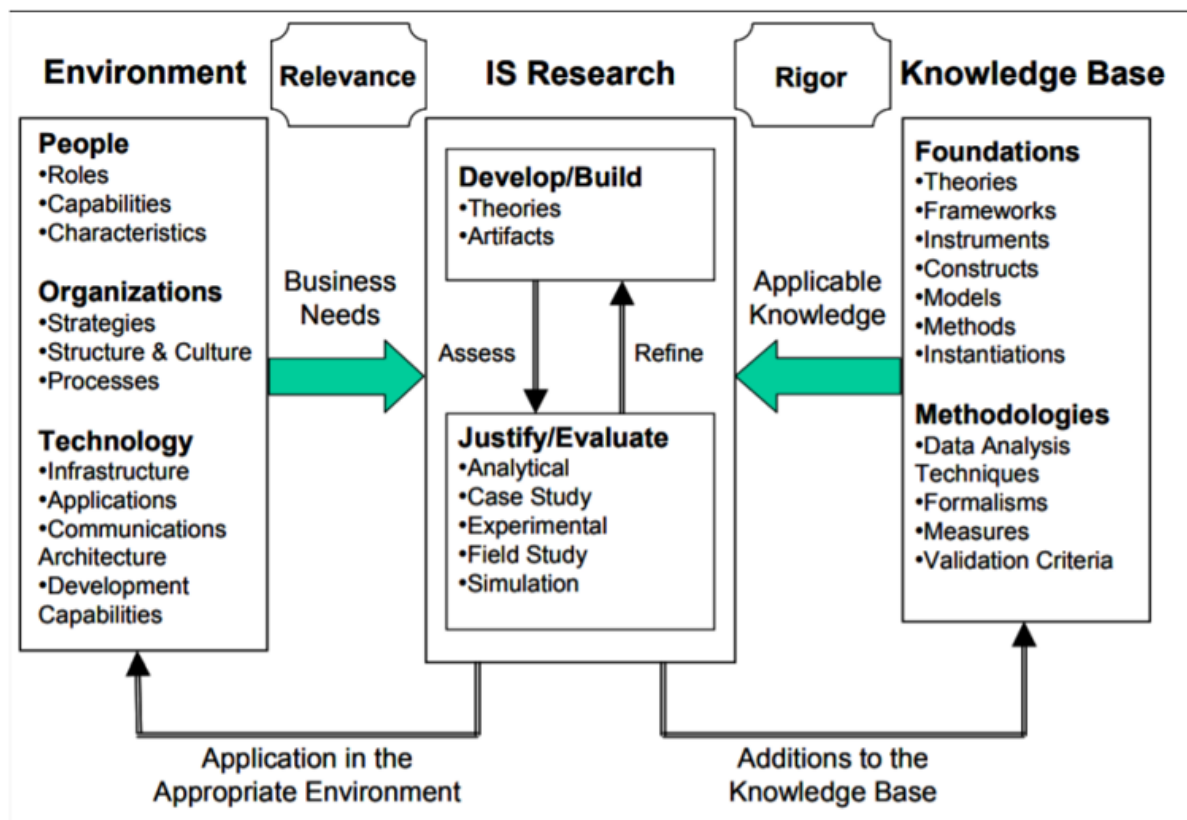 Environment
Relevance
IS Research
Rigor
Knowledge Base
People
•Roles
•Capabilities
•Characteristics
Organizations
•Strategies
•Structure & Culture
•Processes
Technology
•Infrastructure
•Applications
•Communications
Architecture
•Development
Capabilities
Business
Needs
Develop/Build
•Theories
•Artifacts
Assess
Refine
Justify/Evaluate
•Analytical
•Case Study
•Experimental
•Field Study
•Simulation
Applicable
Knowledge
Foundations
•Theories
•Frameworks
•Instruments
•Constructs
•Models
•Methods
•Instantiations
Methodologies
•Data Analysis
Techniques
•Formalisms
•Measures
•Validation Criteria
Application in the
Appropriate Environment
Additions to the
Knowledge Base